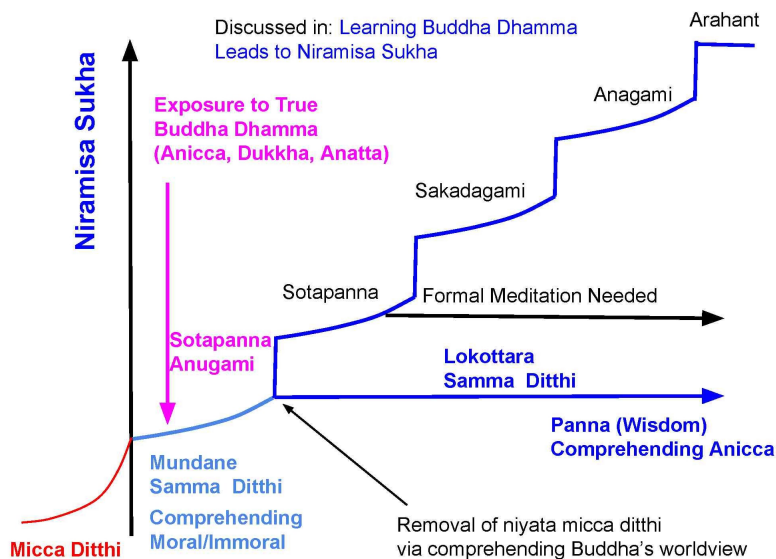 Discussed in: Learning Buddha Dhamma
Leads to Niramisa Sukha
Arahant
Anagami
Niramisa Sukha
Exposure to True
Buddha Dhamma
(Anicca, Dukkha, Anatta)
Sakadagami
Sotapanna
Formal Meditation Needed
Sotapanna
Anugami
Lokottara
Samma Ditthi
Panna (Wisdom)
Comprehending Anicca
Mundane
Samma Ditthi
Comprehending
Moral/Immoral
Micca Ditthi
Removal of niyata micca ditthi
via comprehending Buddha's worldview